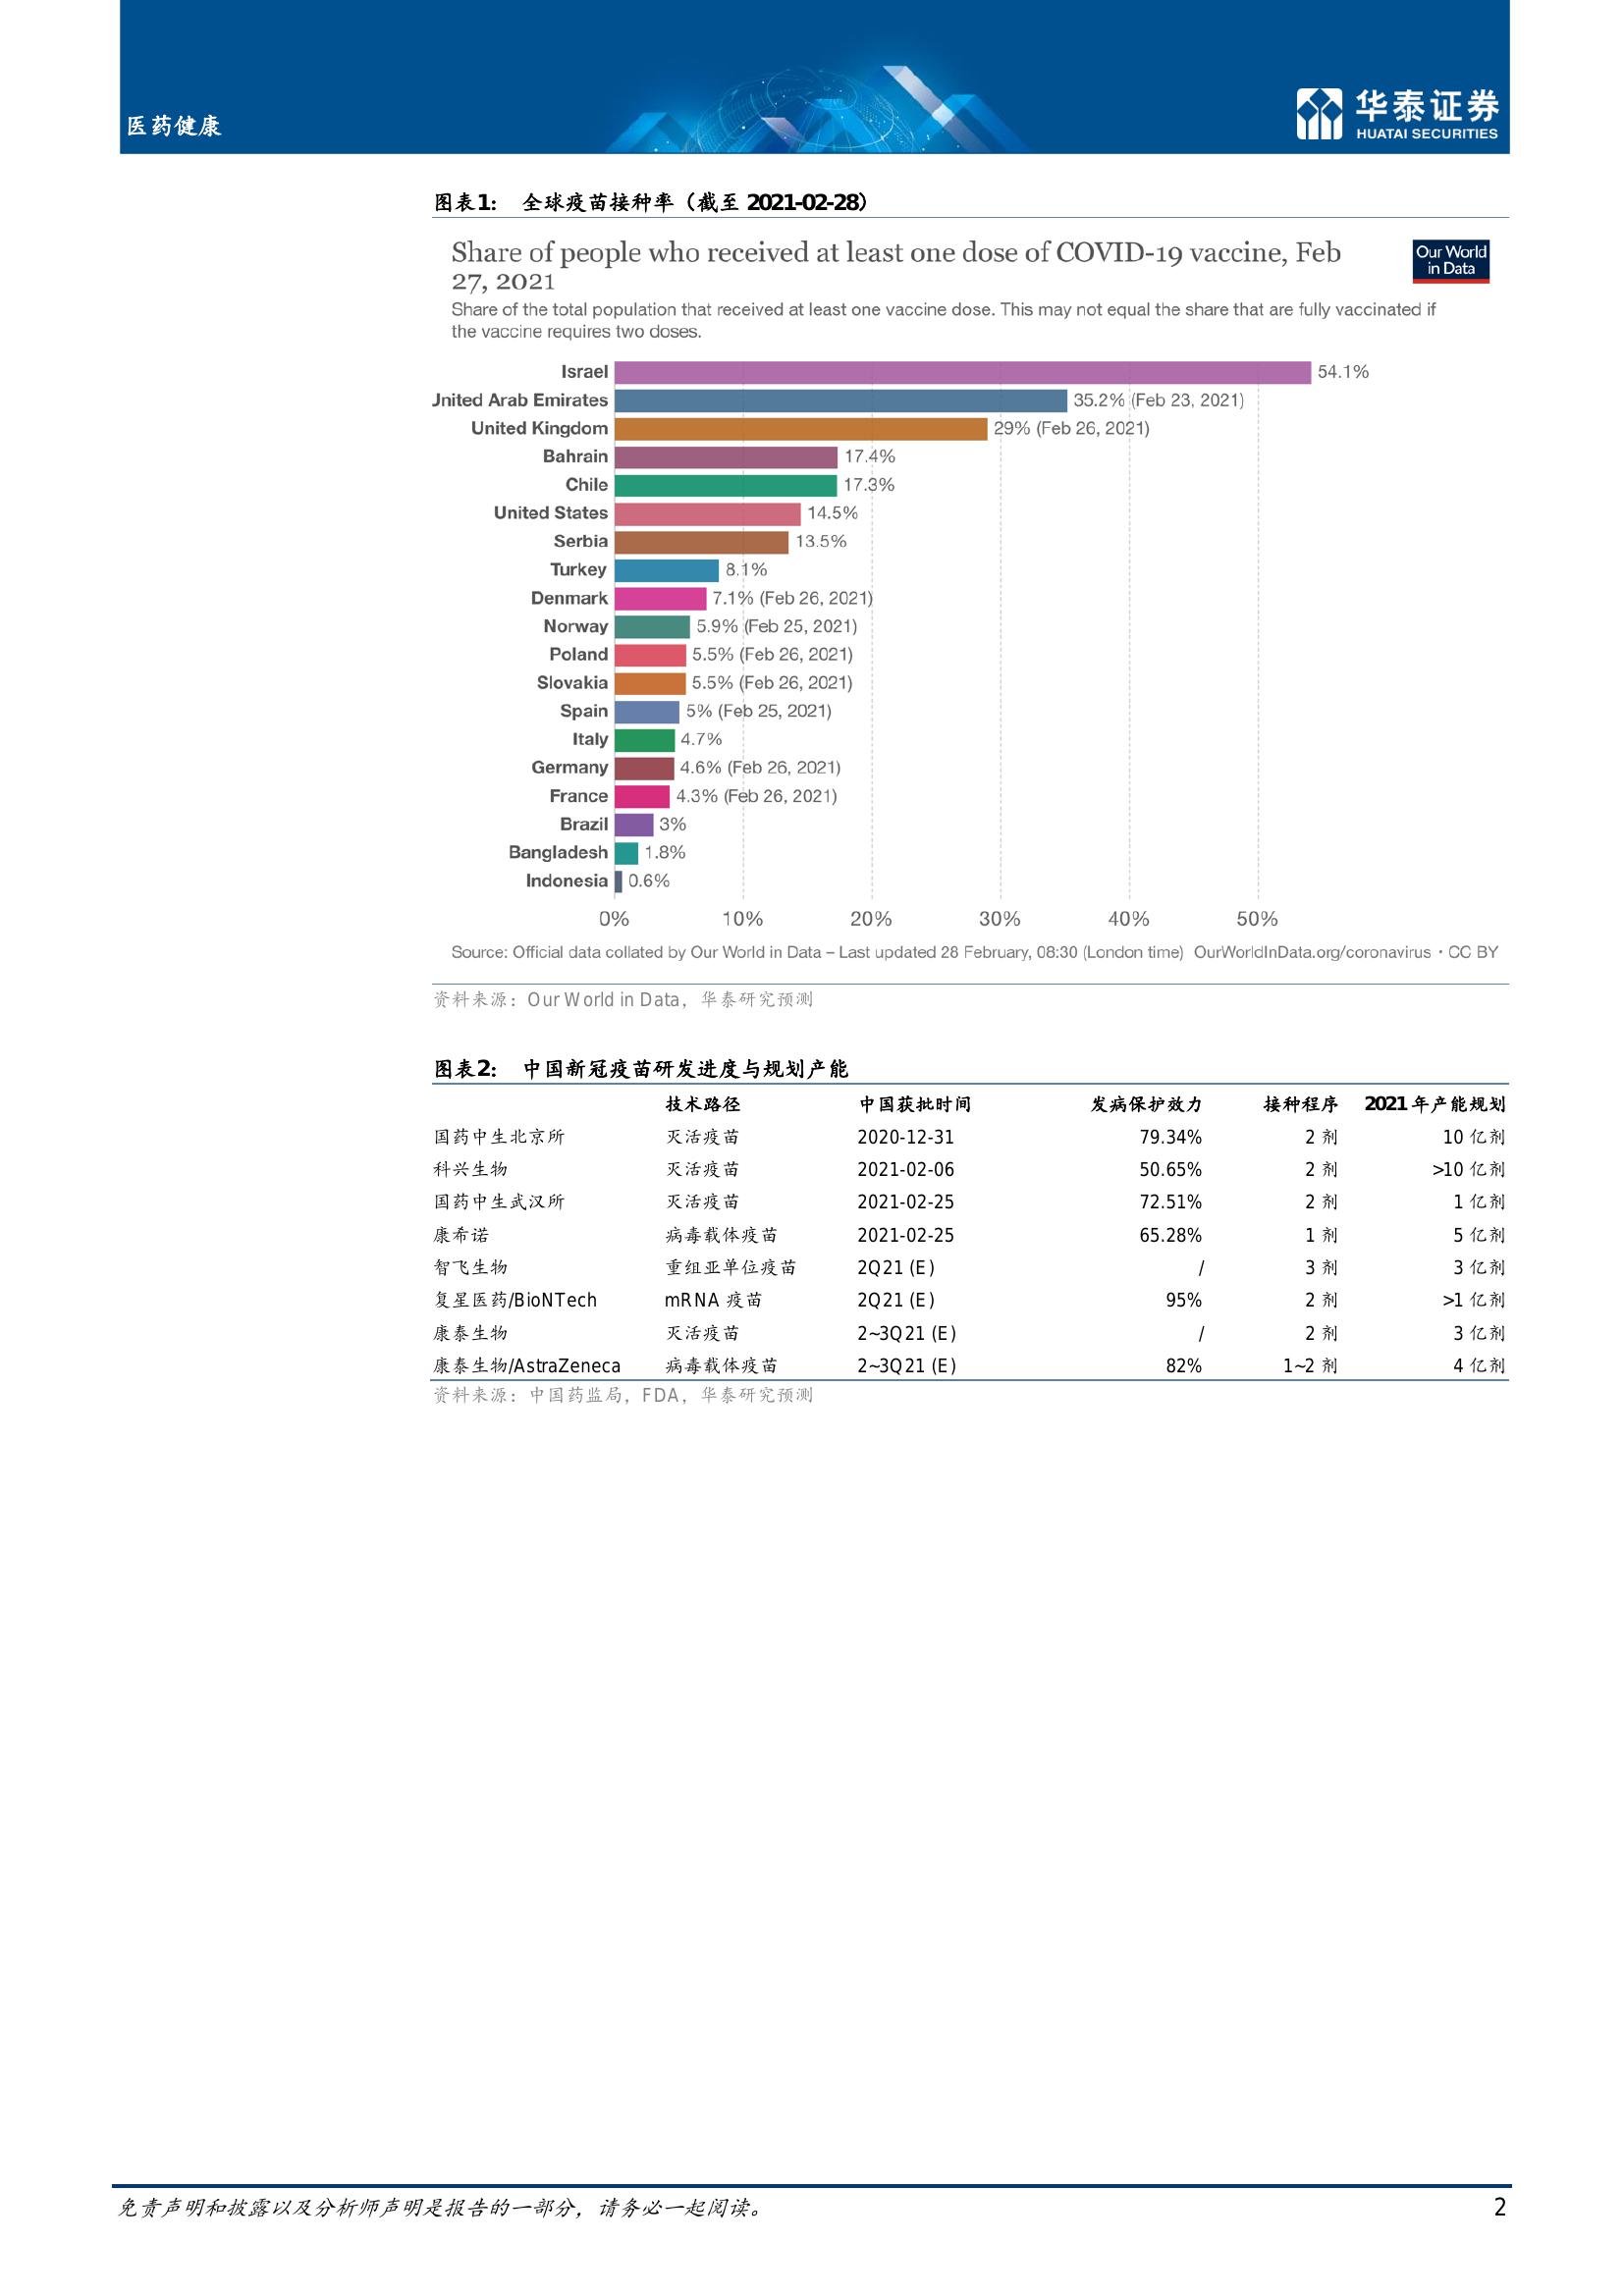 医药健康
华泰证券
HUATAI SECURITIES
图表1： 全球疫苗接种率（截至 2021-02-28）
Share of people who received at least one dose of COVID-19 vaccine, Feb
27, 2021
Our World
in Data
Share of the total population that received at least one vaccine dose. This may not equal the share that are fully vaccinated if
the vaccine requires two doses.
Israel 54.1%
United Arab Emirates 35.2% (Feb 23, 2021)
United Kingdom 29% (Feb 26, 2021)
Bahrain 17.4%
Chile 17.3%
United States 14.5%
Serbia 13.5%
Turkey 8.1%
Denmark 7.1% (Feb 26, 2021)
Norway 5.9% (Feb 25, 2021)
Poland 5.5% (Feb 26, 2021)
Slovakia 5.5% (Feb 26, 2021)
Spain 5% (Feb 25, 2021)
Italy 4.7%
Germany 4.6% (Feb 26, 2021)
France 4.3% (Feb 26, 2021)
Brazil 3%
Bangladesh 1.8%
Indonesia 0.6%
0% 10% 20% 30% 40% 50%
Source: Official data collated by Our World in Data – Last updated 28 February, 08:30 (London time) OurWorldInData.org/coronavirus • CC BY
资料来源：Our World in Data，华泰研究预测
图表2： 中国新冠疫苗研发进度与规划产能
技术路径 中国获批时间 发病保护效力 接种程序 2021 年产能规划
国药中生北京所 灭活疫苗 2020-12-31 79.34% 2 剂 10 亿剂
科兴生物 灭活疫苗 2021-02-06 50.65% 2 剂 >10 亿剂
国药中生武汉所 灭活疫苗 2021-02-25 72.51% 2 剂 1 亿剂
康希诺 病毒载体疫苗 2021-02-25 65.28% 1 剂 5 亿剂
智飞生物 重组亚单位疫苗 2Q21 (E) / 3 剂 3 亿剂
复星医药/BioNTech mRNA 疫苗 2Q21 (E) 95% 2 剂 >1 亿剂
康泰生物 灭活疫苗 2~3Q21 (E) / 2 剂 3 亿剂
康泰生物/AstraZeneca 病毒载体疫苗 2~3Q21 (E) 82% 1~2 剂 4 亿剂
资料来源：中国药监局，FDA，华泰研究预测
免责声明和披露以及分析师声明是报告的一部分，请务必一起阅读。 2